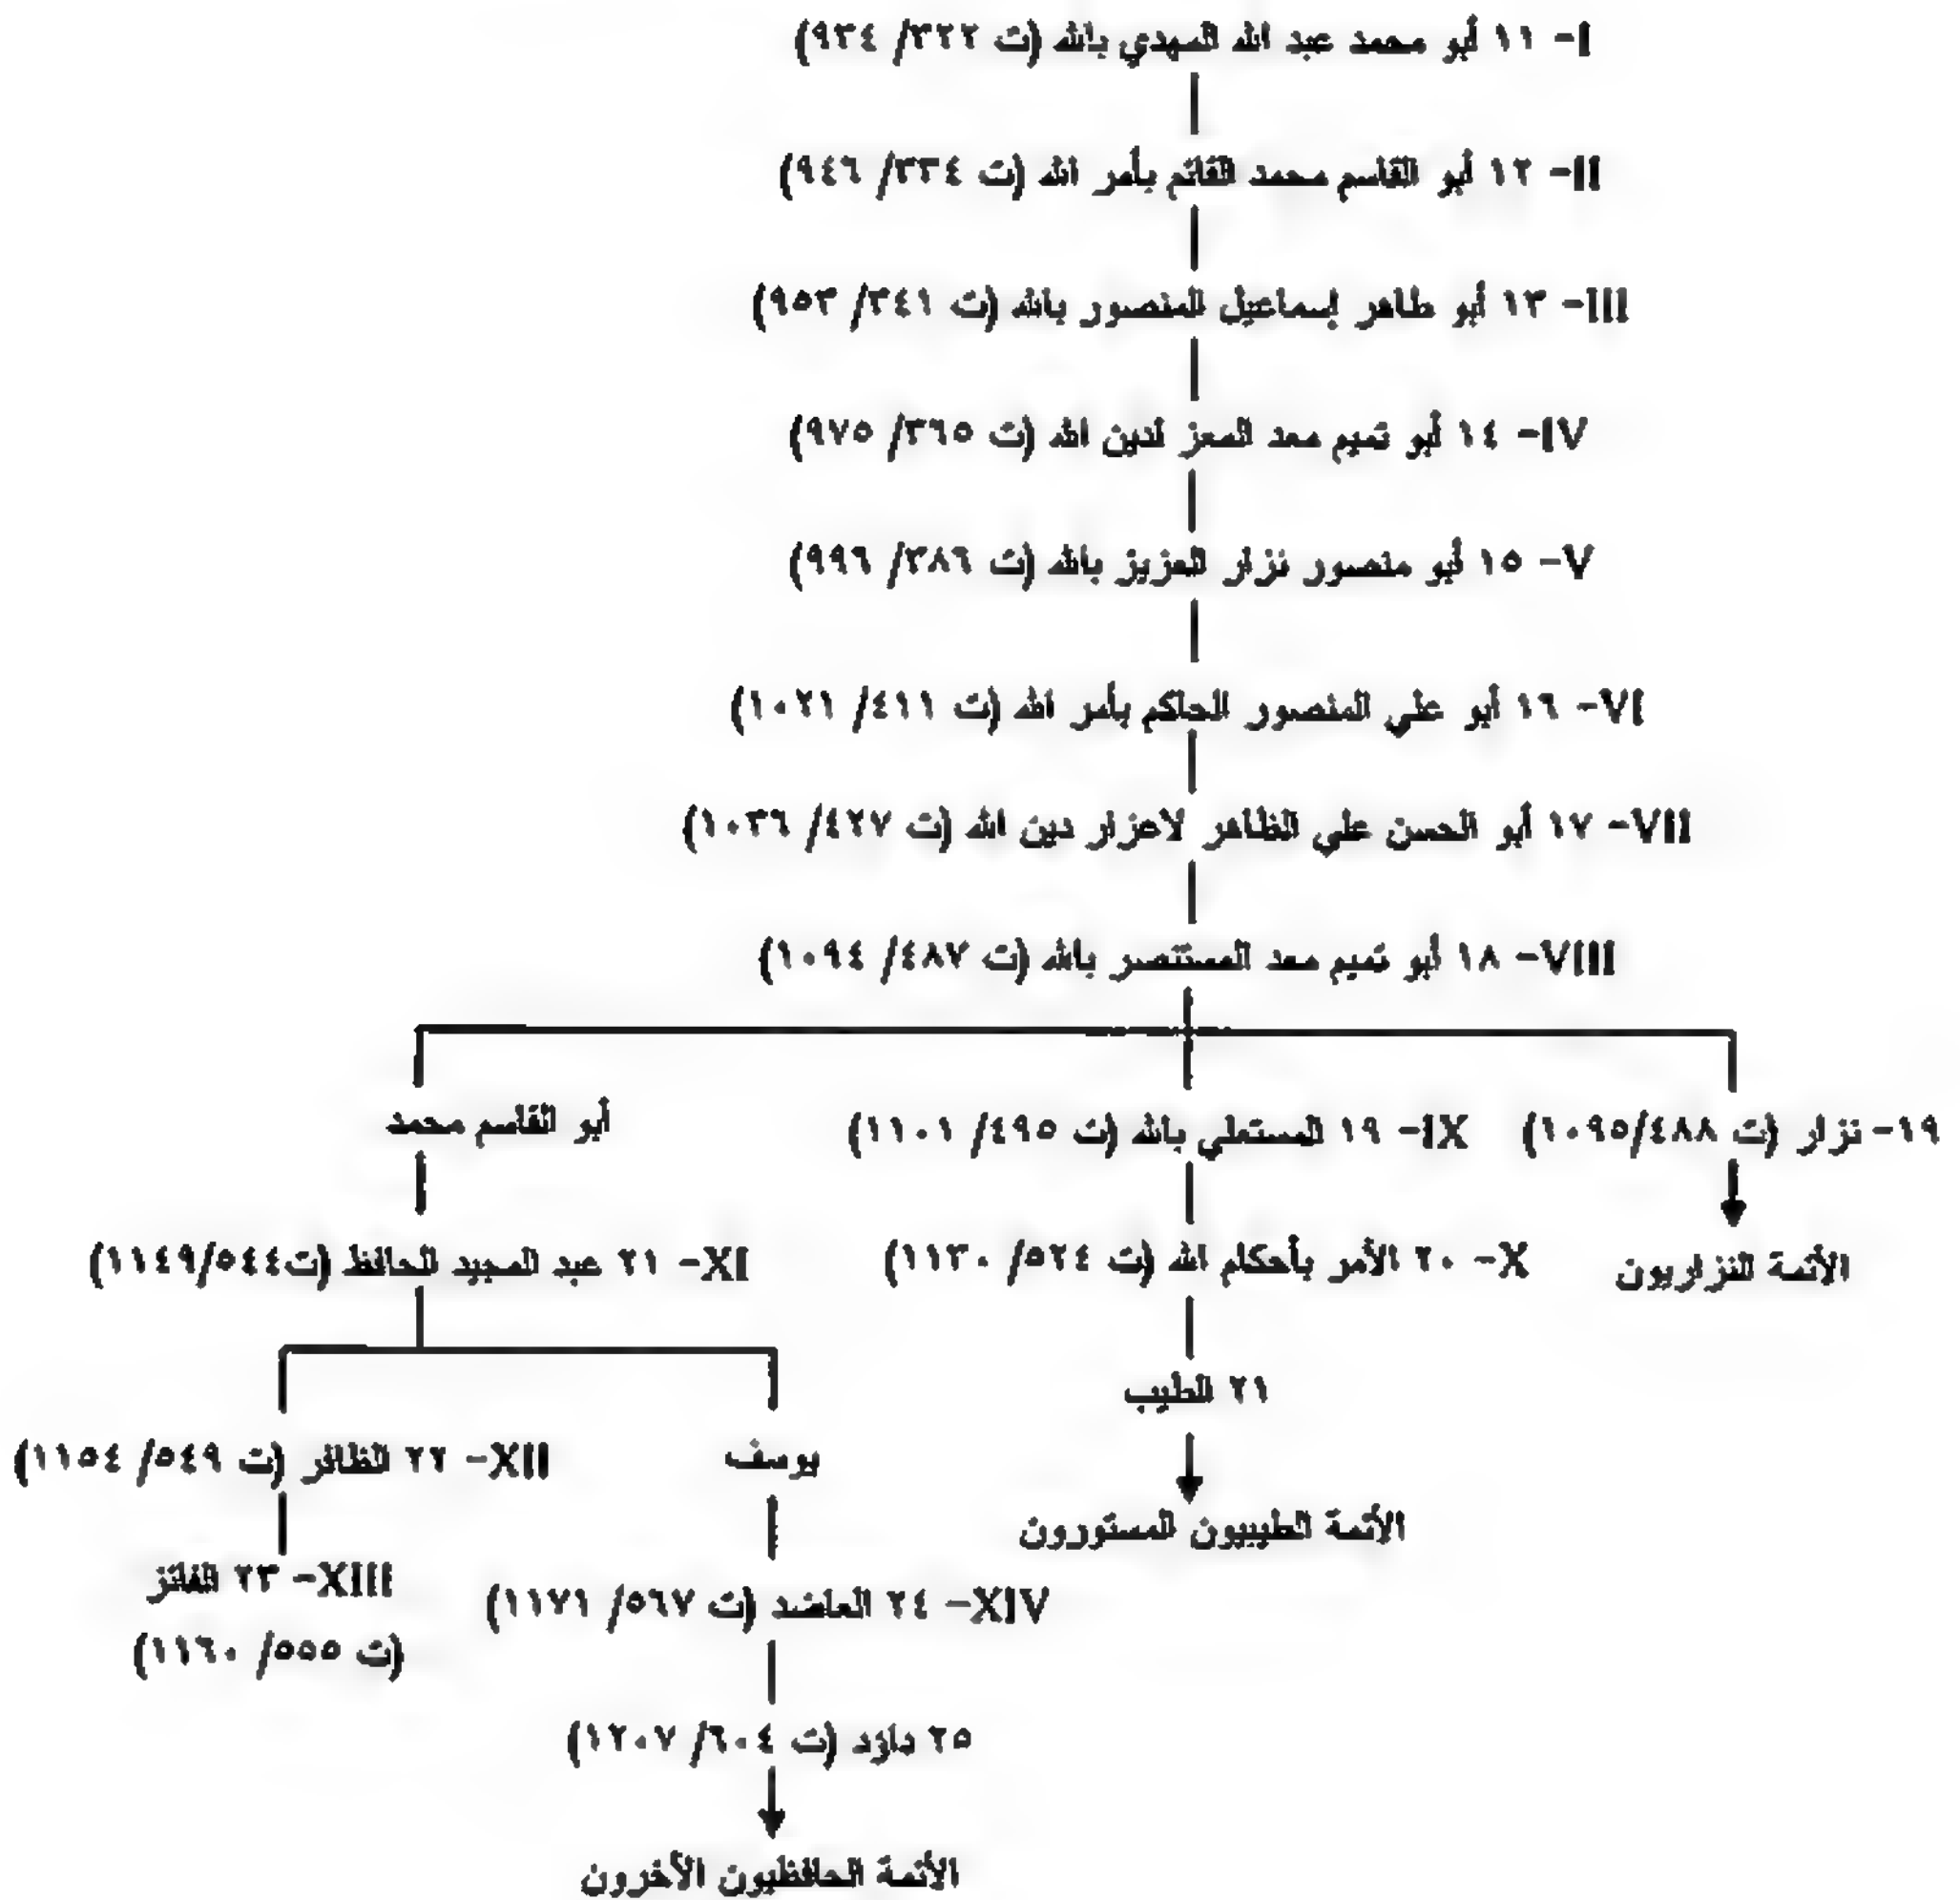 I- ١١ أبو محمد عبد الله المهدي بالله (ت ٣٢٢/ ٩٣٤)
II- ١٢ أبو القاسم محمد القائم بأمر الله (ت ٣٣٤/ ٩٤٦)
III- ١٣ أبو طاهر إسماعيل المنصور بالله (ت ٣٤١/ ٩٥٣)
IV- ١٤ أبو تميم معد المعز لدين الله (ت ٣٦٥/ ٩٧٥)
V- ١٥ أبو منصور نزار العزيز بالله (ت ٣٨٦/ ٩٩٦)
VI- ١٦ أبو علي المنصور الحاكم بأمر الله (ت ٤١١/ ١٠٢١)
VII- ١٧ أبو الحسن علي الظاهر لاعزار دين الله (ت ٤٢٧/ ١٠٣٦)
VIII- ١٨ أبو تميم معد المستنصر بالله (ت ٤٨٧/ ١٠٩٤)
١٩- نزار (ت ٤٨٨/١٠٩٥)
IX- ١٩ المستعلي بالله (ت ٤٩٥/ ١١٠١)
أبو القاسم محمد
الأئمة النزاريون
X- ٢٠ الأمر بأحكام الله (ت ٥٢٤/ ١١٣٠)
XI- ٢١ عبد المجيد الحافظ (ت٥٤٤/١١٤٩)
٢١ الطيب
يوسف
XII- ٢٢ الظافر (ت ٥٤٩/ ١١٥٤)
الأئمة الطيبيون المستورون
XIII- ٢٣ الفائز
(ت ٥٥٥/ ١١٦٠)
XIV- ٢٤ العاضد (ت ٥٦٧/ ١١٧١)
٢٥ داؤد (ت ٦٠٤/ ١٢٠٧)
الأئمة الحافظيون الأخرون